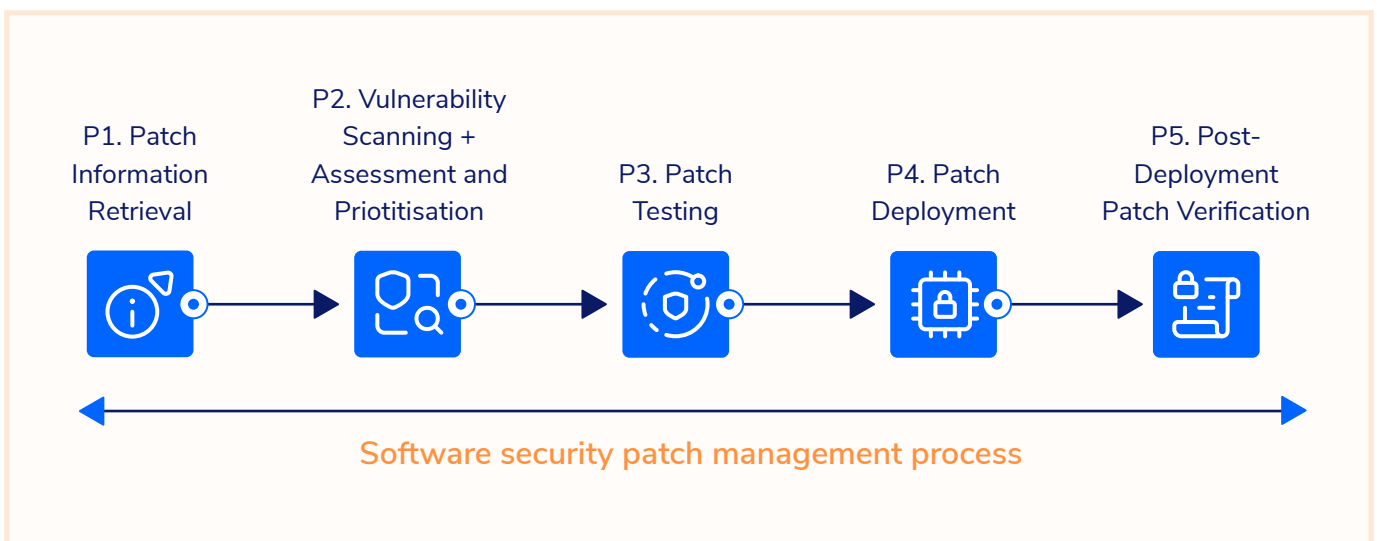 P1. Patch
Information
Retrieval
P2. Vulnerability
Scanning +
Assessment and
Priotitisation
P3. Patch
Testing
P4. Patch
Deployment
P5. Post-
Deployment
Patch Verification
Software security patch management process